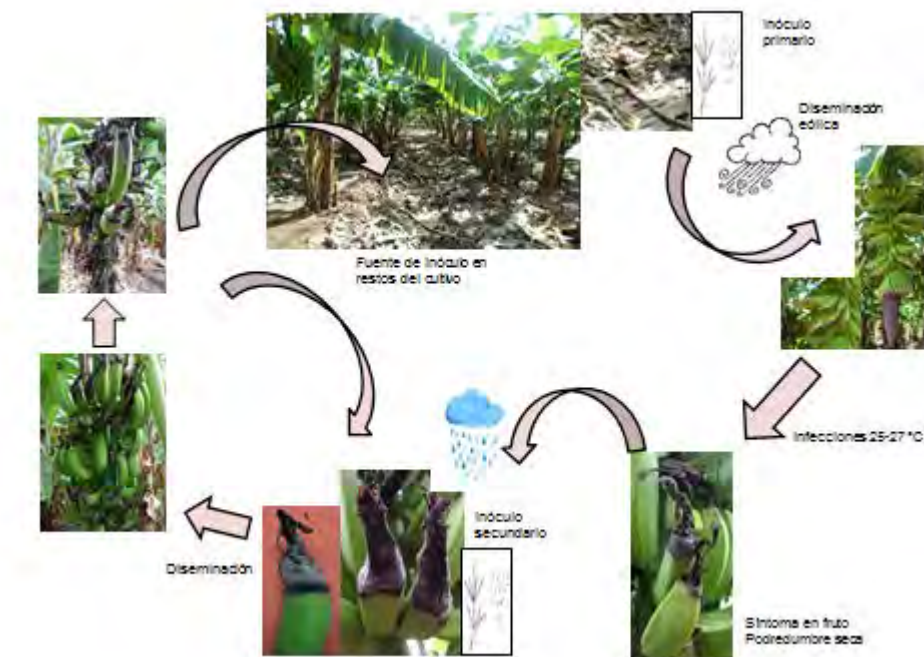 Inóculo
primario
Diseminación
eólica
Fuente de inóculo en
restos del cultivo
Infecciones 25-27 °C
Inóculo
secundario
Diseminación
Síntoma en fruto
Podredumbre seca